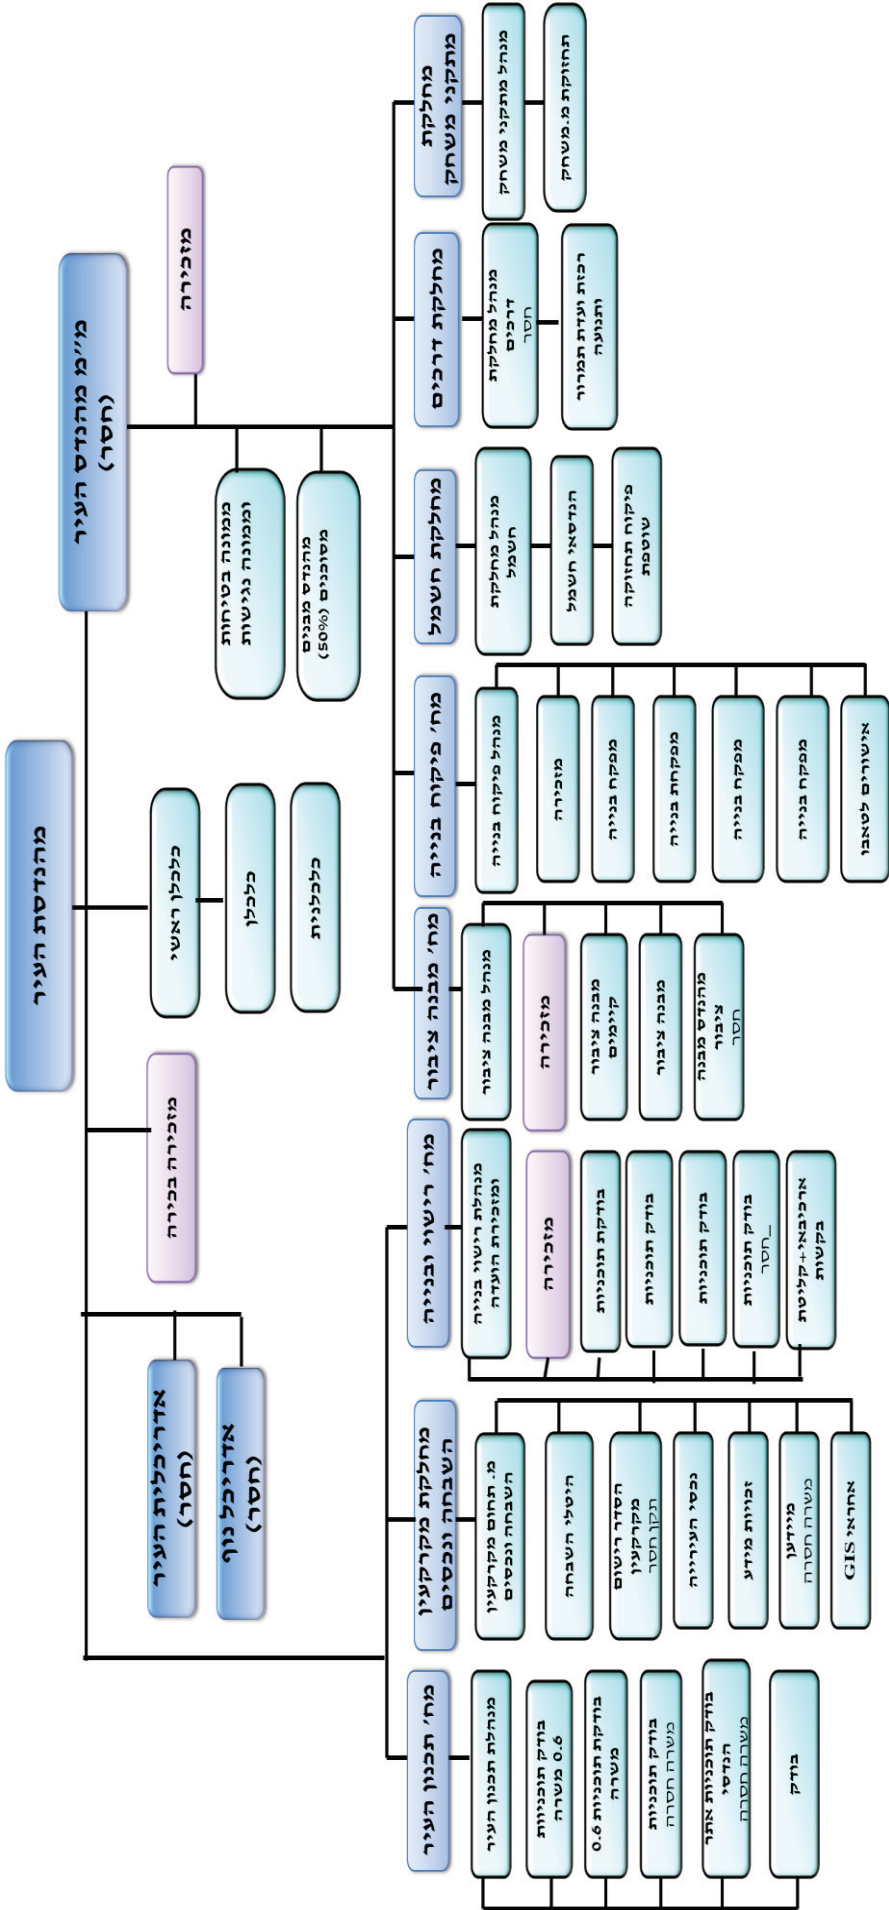 מהנדסת העיר
מ״מ מהנדס העיר
(חסר)
מזכירה
מזכירה בכירה
כלכלן ראשי
כלכלן
כלכלנית
אדריכלית העיר
(חסר)
אדריכל נוף
(חסר)
ממונה בטיחות
וממונה נגישות
מהנדס מבנים
מסוכנים (50%)
מחלקת
מתקני משחק
מנהל מתקני משחק
תחזוקת מ.משחק
מחלקת דרכים
מנהל מחלקת
דרכים
חסר
רכזת ועדת תמרור
ותנועה
מחלקת חשמל
מנהל מחלקת
חשמל
הנדסאי חשמל
פיקוח תחזוקה
שוטפת
מח׳ פיקוח בנייה
מנהל פיקוח בנייה
מזכירה
מפקח בנייה
מפקחת בנייה
מפקח בנייה
מפקח בנייה
אישורים לטאבו
מח׳ מבנה ציבור
מנהל מבנה ציבור
מזכירה
מבנה ציבור
קיימים
מבנה ציבור
מהנדס מבנה
ציבור
חסר
מח׳ רישוי ובנייה
מנהלת רישוי בנייה
ומזכירת הועדה
מזכירה
בודקת תוכניות
בודק תוכניות
בודק תוכניות
בודק תוכניות
_חסר
ארכיבאי+קליטת
בקשות
מחלקת מקרקעין
השבחה ונכסים
מ. תחום מקרקעין
השבחה ונכסים
היטלי השבחה
הסדר רישום
מקרקעין
תקן חסר
נכסי העירייה
זכויות מידע
מיידען
משרה חסרה
אחראי GIS
מח׳ תכנון העיר
מנהלת תכנון העיר
בודק תוכניות
0.6 משרה
בודקת תוכניות 0.6
משרה
בודק תוכניות
משרה חסרה
בודק תוכניות אתר
הנדסי
משרה חסרה
בודק